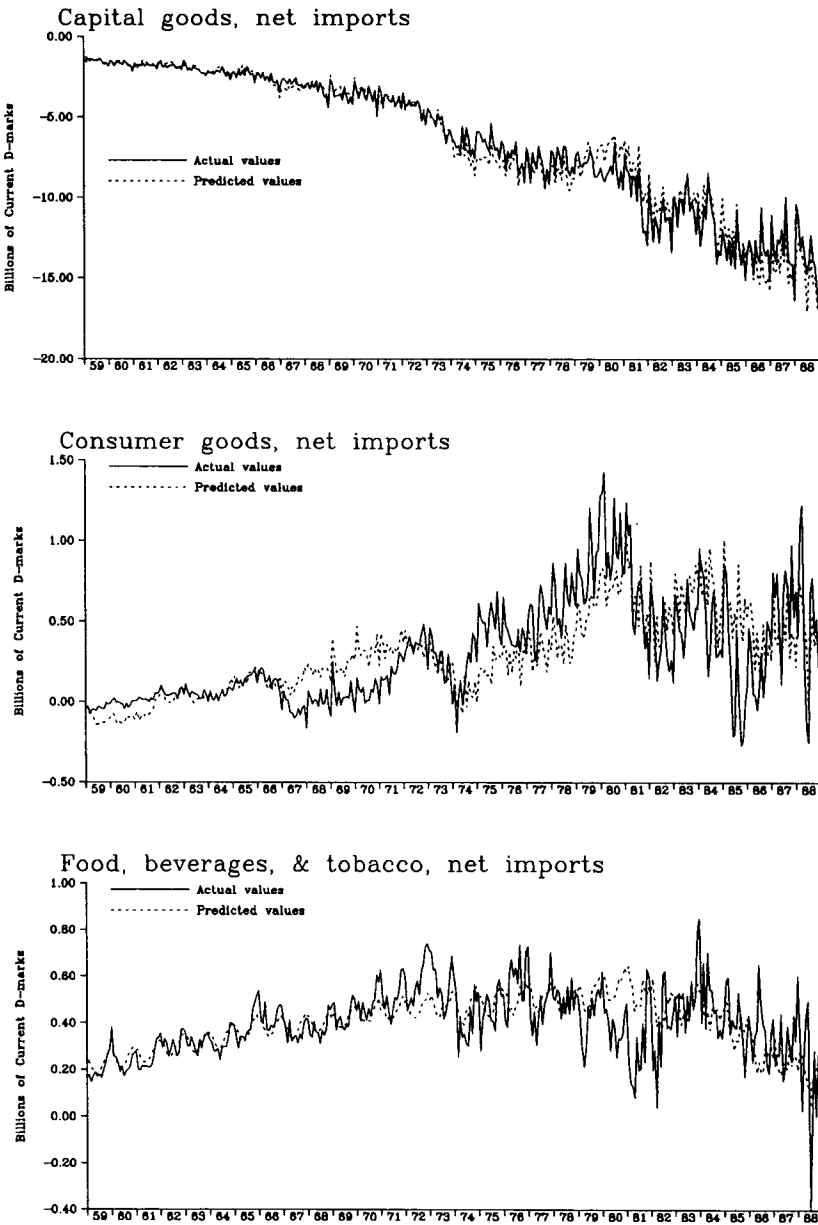 Capital goods, net imports
Billions of Current D-marks
0.00
-5.00
-10.00
-15.00
-20.00
Actual values
Predicted values
59 60 61 62 63 64 65 66 67 68 69 70 71 72 73 74 75 76 77 78 79 80 81 82 83 84 85 86 87 88
Consumer goods, net imports
Billions of Current D-marks
1.50
1.00
0.50
0.00
-0.50
Actual values
Predicted values
59 60 61 62 63 64 65 66 67 68 69 70 71 72 73 74 75 76 77 78 79 80 81 82 83 84 85 86 87 88
Food, beverages, & tobacco, net imports
Billions of Current D-marks
1.00
0.80
0.60
0.40
0.20
0.00
-0.20
-0.40
Actual values
Predicted values
59 60 61 62 63 64 65 66 67 68 69 70 71 72 73 74 75 76 77 78 79 80 81 82 83 84 85 86 87 88